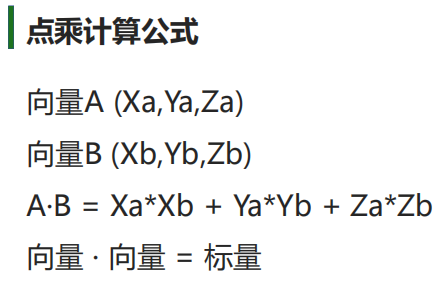 点乘计算公式
向量A (Xa,Ya,Za)
向量B (Xb,Yb,Zb)
A·B = Xa*Xb + Ya*Yb + Za*Zb
向量 · 向量 = 标量